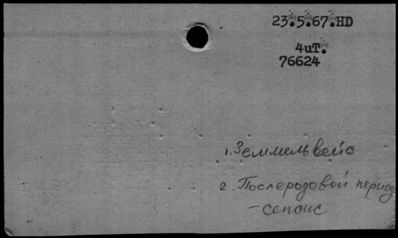 23.5.67.HD
4uT.
76624
1. Земмельвейс
2. Послеродовой период
- сепсис